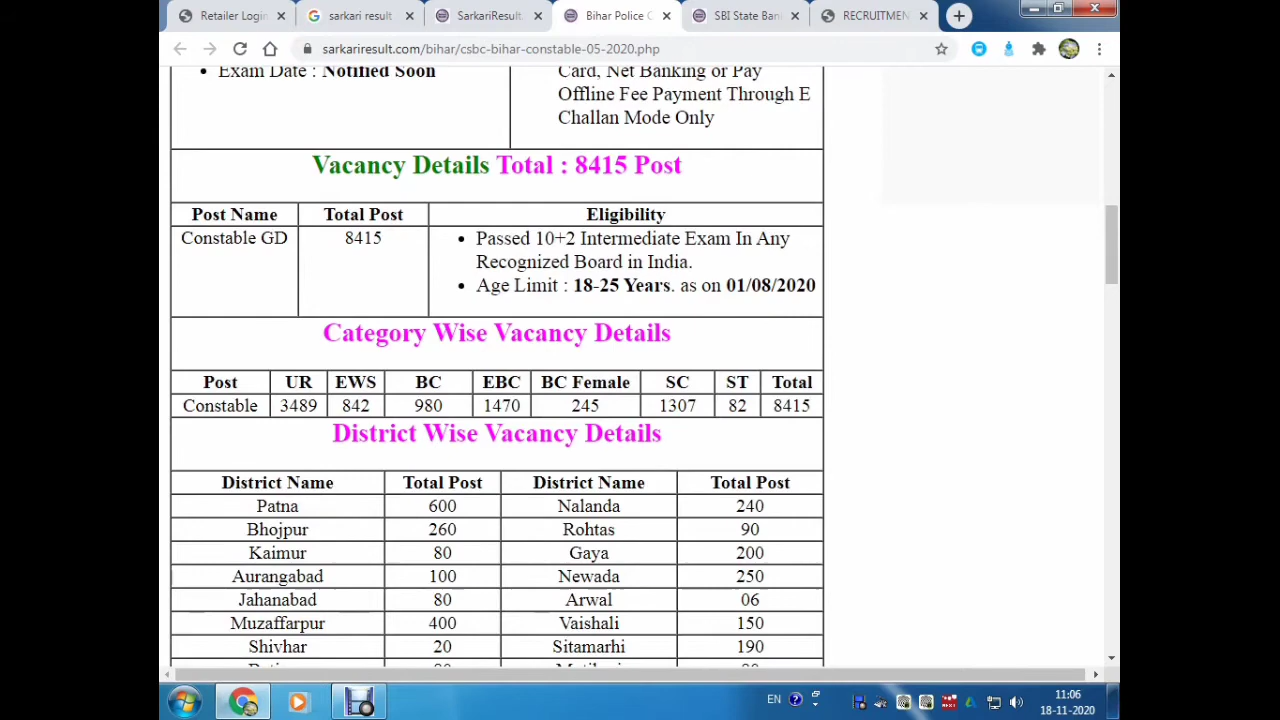 Retailer Login
sarkari result
SarkariResult.
Bihar Police C
SBI State Ban
RECRUITMEN
sarkariresult.com/bihar/csbc-bihar-constable-05-2020.php
Exam Date : Notified Soon
Card, Net Banking or Pay
Offline Fee Payment Through E
Challan Mode Only
Vacancy Details Total : 8415 Post
Post Name Total Post Eligibility
Constable GD 8415 Passed 10+2 Intermediate Exam In Any
Recognized Board in India.
Age Limit : 18-25 Years. as on 01/08/2020
Category Wise Vacancy Details
Post UR EWS BC EBC BC Female SC ST Total
Constable 3489 842 980 1470 245 1307 82 8415
District Wise Vacancy Details
District Name Total Post District Name Total Post
Patna 600 Nalanda 240
Bhojpur 260 Rohtas 90
Kaimur 80 Gaya 200
Aurangabad 100 Newada 250
Jahanabad 80 Arwal 06
Muzaffarpur 400 Vaishali 150
Shivhar 20 Sitamarhi 190
EN
11:06
18-11-2020